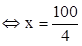 ⇔ x = 100/4